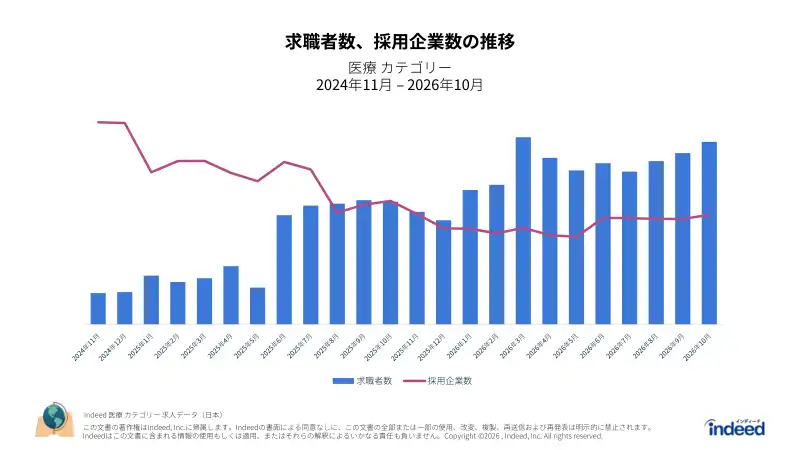 求職者数、採用企業数の推移
医療 カテゴリー
2024年11月 – 2026年10月
2024年11月
2024年12月
2025年1月
2025年2月
2025年3月
2025年4月
2025年5月
2025年6月
2025年7月
2025年8月
2025年9月
2025年10月
2025年11月
2025年12月
2026年1月
2026年2月
2026年3月
2026年4月
2026年5月
2026年6月
2026年7月
2026年8月
2026年9月
2026年10月
求職者数 採用企業数
Indeed 医療 カテゴリー 求人データ（日本）
この文書の著作権はIndeed, Inc.に帰属します。Indeedの書面による同意なしに、この文書の全部または一部の使用、改変、複製、再送信および再発表は明示的に禁止されます。
Indeedはこの文書に含まれる情報の使用もしくは適用、またはそれらの解釈によるいかなる責任も負いません。Copyright ©2026 , Indeed, Inc. All rights reserved.
インディード
indeed